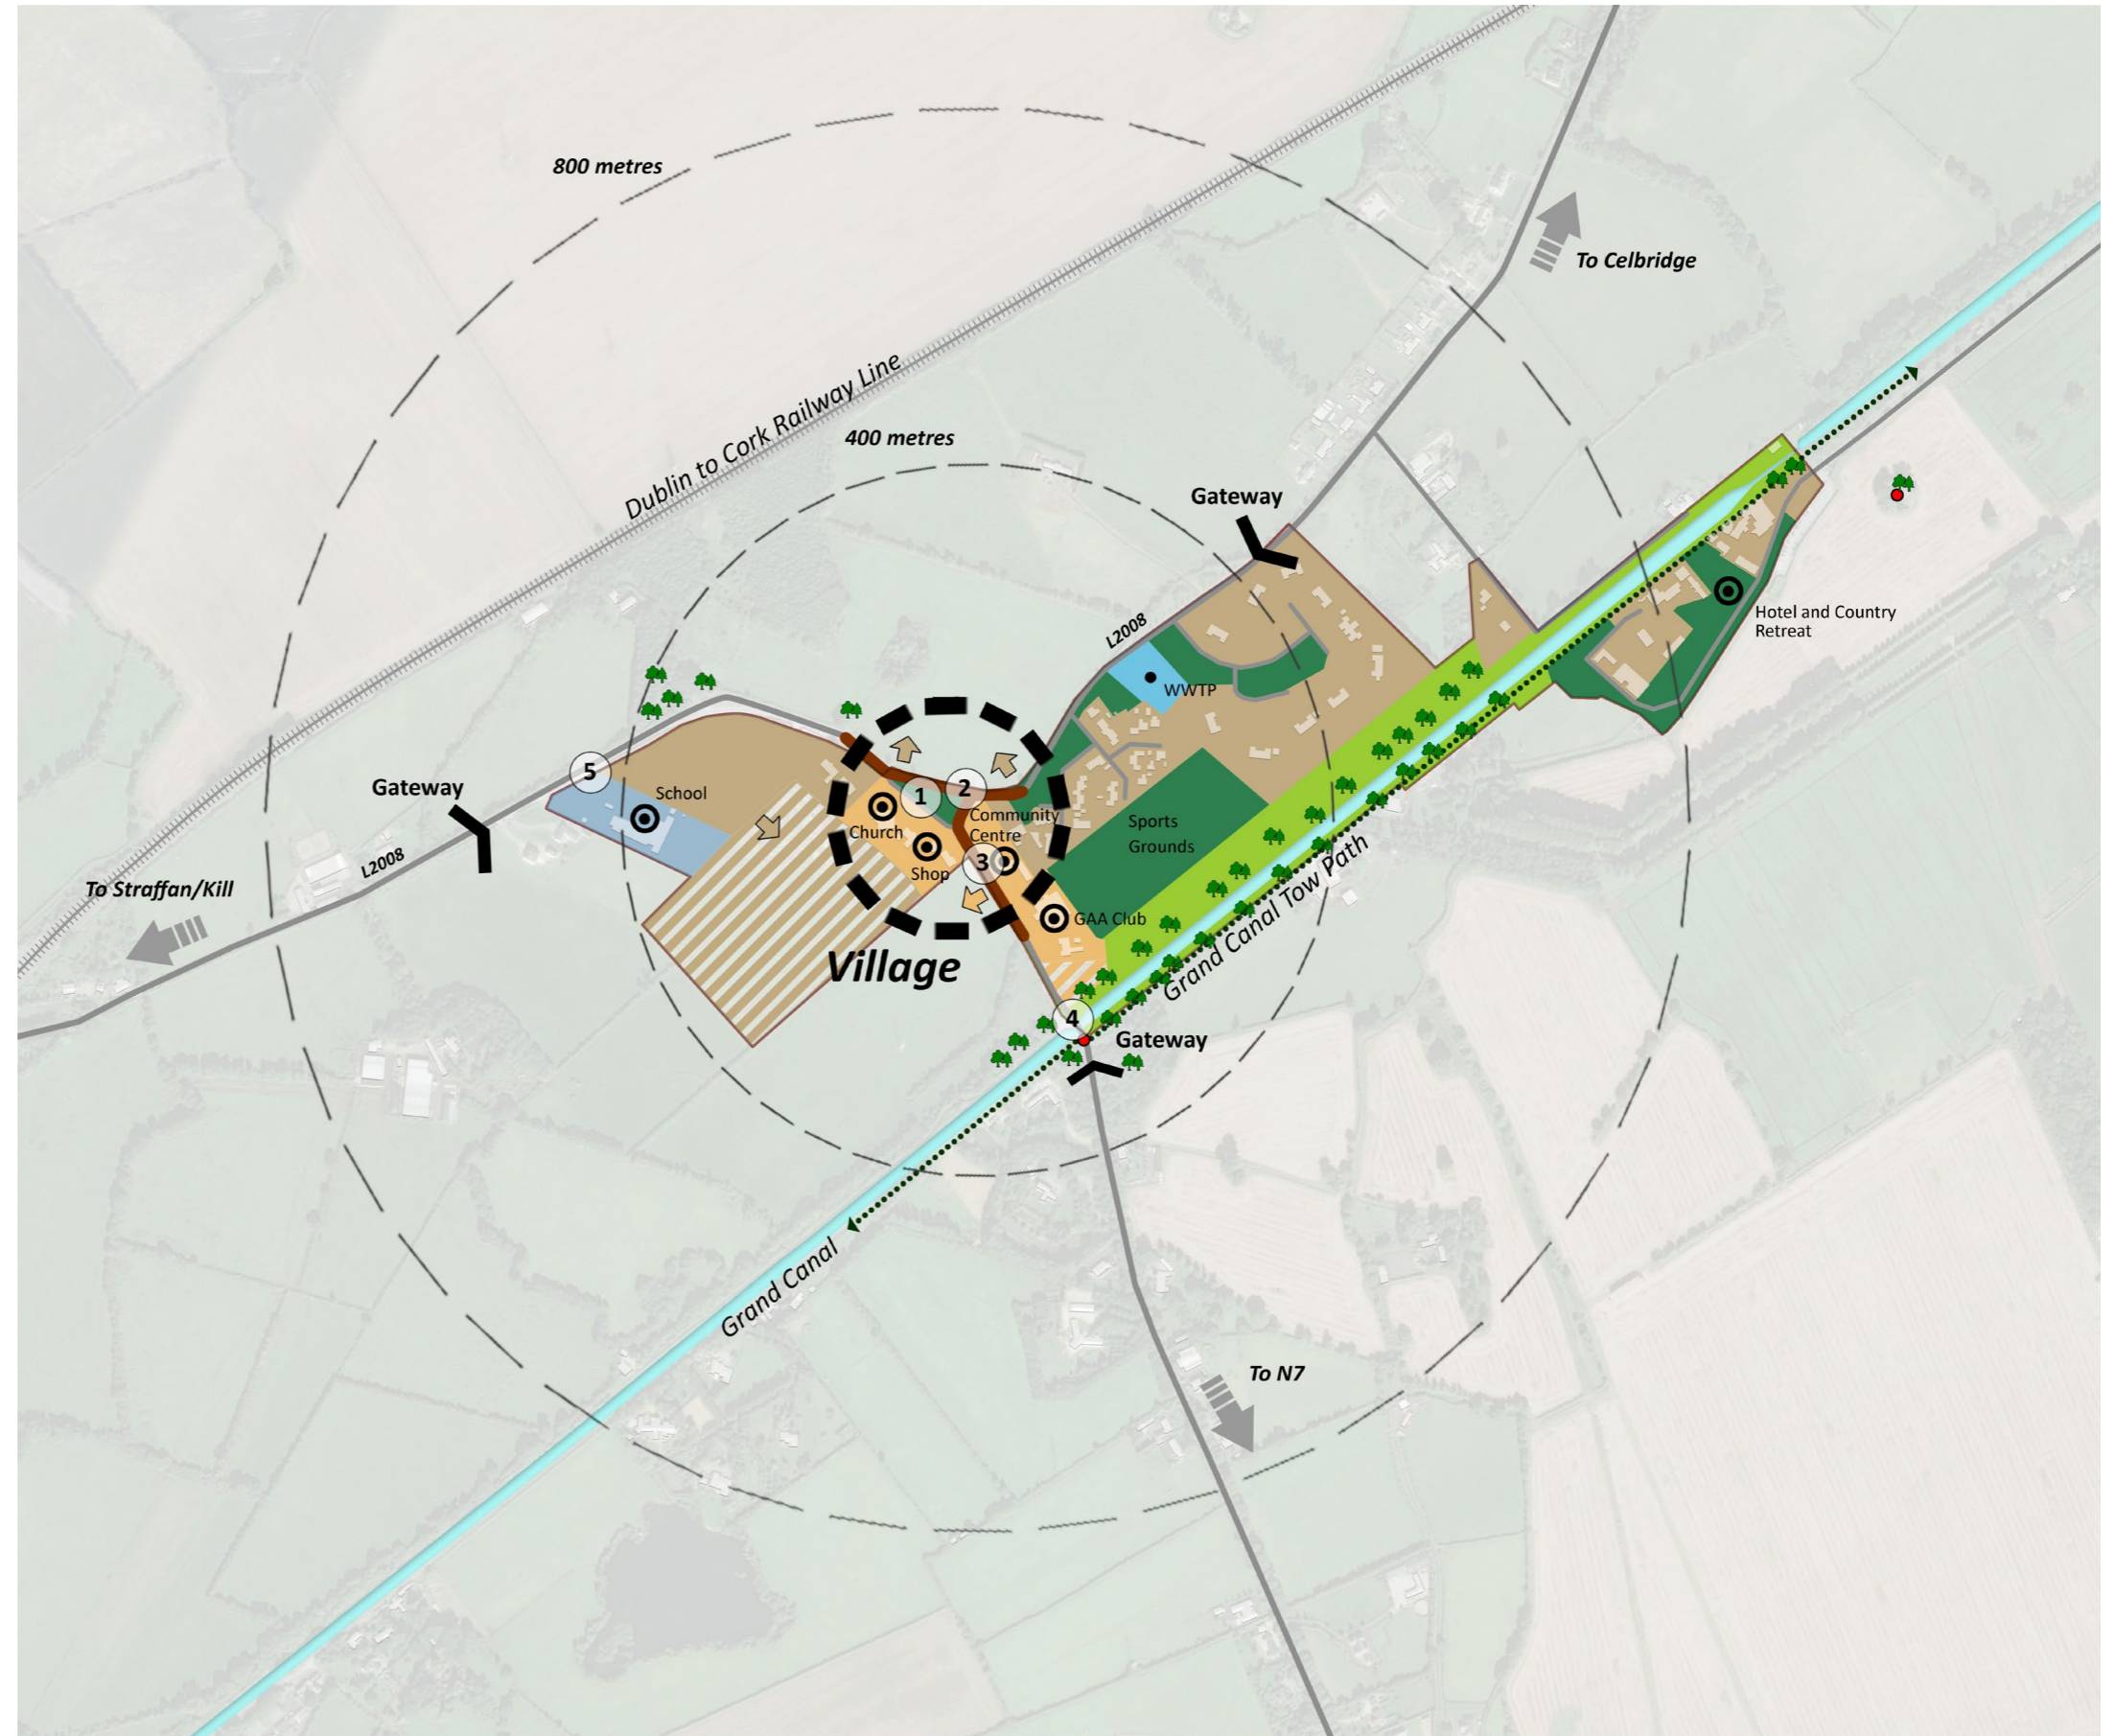 800 metres
To Celbridge
Dublin to Cork Railway Line
400 metres
Gateway
Hotel and Country
Retreat
L2008
WWTP
5
School
Gateway
1
2
Church
Community
Centre
Sports
Grounds
3
Shop
L2008
To Straffan/Kill
GAA Club
Village
Grand Canal Tow Path
4
Gateway
Grand Canal
To N7